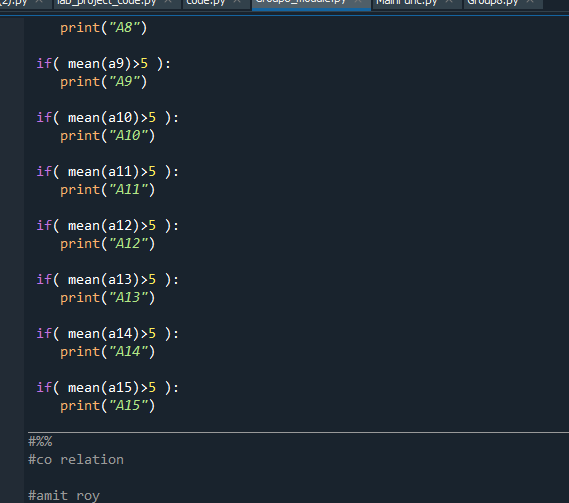 (2).py lab_project_code.py code.py Group8_module.py MainFunc.py Group8.py
print("A8")
if( mean(a9)>5 ):
print("A9")
if( mean(a10)>5 ):
print("A10")
if( mean(a11)>5 ):
print("A11")
if( mean(a12)>5 ):
print("A12")
if( mean(a13)>5 ):
print("A13")
if( mean(a14)>5 ):
print("A14")
if( mean(a15)>5 ):
print("A15")
#%%
#co relation
#amit roy